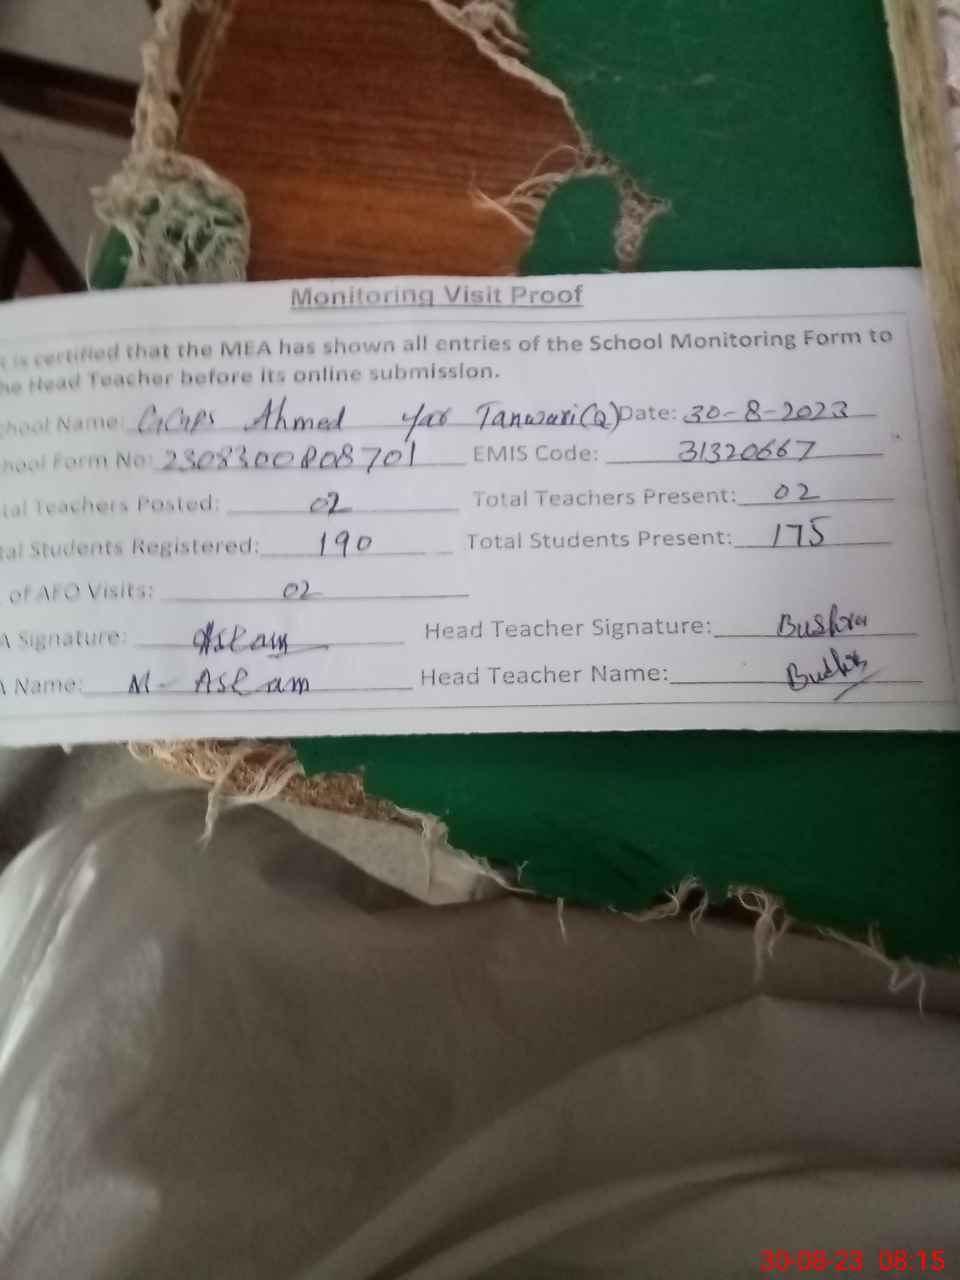 Monitoring Visit Proof
is certified that the MEA has shown all entries of the School Monitoring Form to
he Head Teacher before its online submission.
hool Name: GGPS Ahmed yar Tanwari(Q) Date: 30-8-2023
hool Form No: 2308300808701 EMIS Code: 31320667
tal Teachers Posted: 02 Total Teachers Present: 02
tal Students Registered: 190 Total Students Present: 175
of AEO Visits: 02
A Signature: Aslam Head Teacher Signature: Bushra
A Name: M- Aslam Head Teacher Name: Bushra
30-08-23 08:15